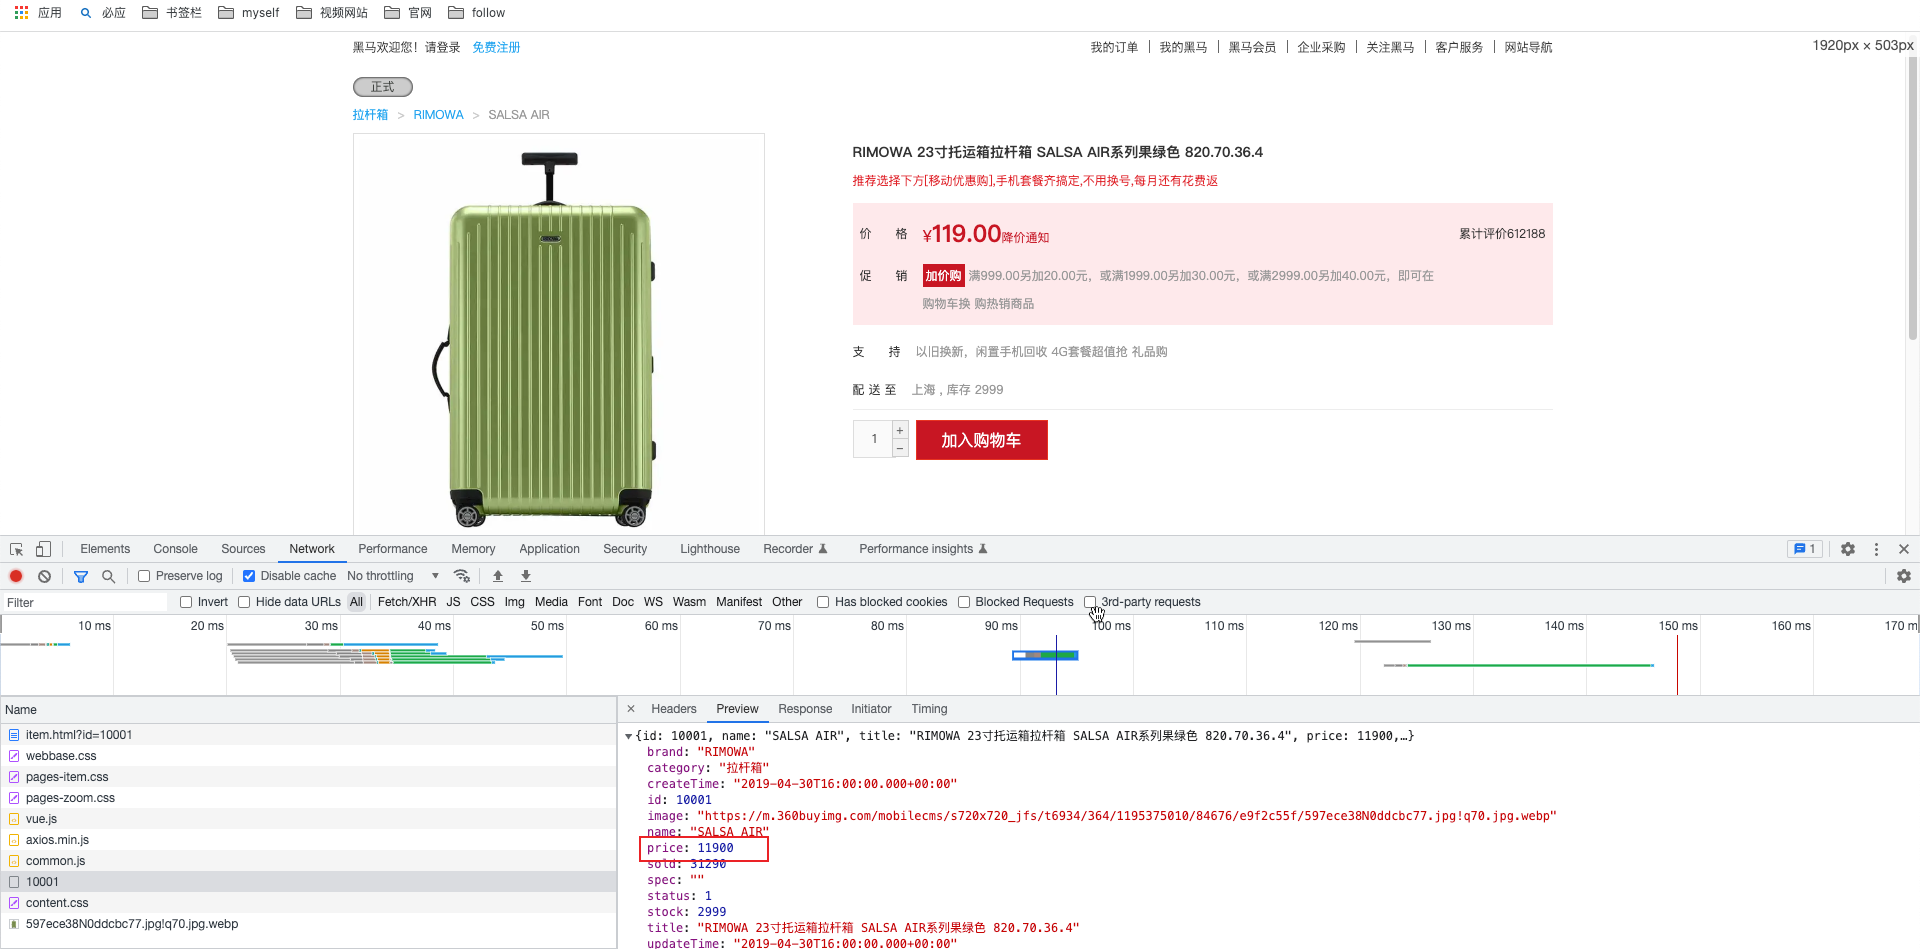 应用 必应 书签栏 myself 视频网站 官网 follow
黑马欢迎您！请登录 免费注册 我的订单 我的黑马 黑马会员 企业采购 关注黑马 客户服务 网站导航
1920px × 503px
正式
拉杆箱 > RIMOWA > SALSA AIR
RIMOWA 23寸托运箱拉杆箱 SALSA AIR系列果绿色 820.70.36.4
推荐选择下方[移动优惠购],手机套餐齐搞定,不用换号,每月还有花费返
价 格 ¥119.00降价通知 累计评价612188
促 销 加价购 满999.00另加20.00元，或满1999.00另加30.00元，或满2999.00另加40.00元，即可在
购物车换 购热销商品
支 持 以旧换新，闲置手机回收 4G套餐超值抢 礼品购
配 送 至 上海 , 库存 2999
1 + − 加入购物车
Elements Console Sources Network Performance Memory Application Security Lighthouse Recorder Performance insights 1
Preserve log Disable cache No throttling
Filter Invert Hide data URLs All Fetch/XHR JS CSS Img Media Font Doc WS Wasm Manifest Other Has blocked cookies Blocked Requests 3rd-party requests
10 ms 20 ms 30 ms 40 ms 50 ms 60 ms 70 ms 80 ms 90 ms 100 ms 110 ms 120 ms 130 ms 140 ms 150 ms 160 ms 170 m
Name
item.html?id=10001
webbase.css
pages-item.css
pages-zoom.css
vue.js
axios.min.js
common.js
10001
content.css
597ece38N0ddcbc77.jpg!q70.jpg.webp
× Headers Preview Response Initiator Timing
{id: 10001, name: "SALSA AIR", title: "RIMOWA 23寸托运箱拉杆箱 SALSA AIR系列果绿色 820.70.36.4", price: 11900,…}
brand: "RIMOWA"
category: "拉杆箱"
createTime: "2019-04-30T16:00:00.000+00:00"
id: 10001
image: "https://m.360buyimg.com/mobilecms/s720x720_jfs/t6934/364/1195375010/84676/e9f2c55f/597ece38N0ddcbc77.jpg!q70.jpg.webp"
name: "SALSA AIR"
price: 11900
sold: 31290
spec: ""
status: 1
stock: 2999
title: "RIMOWA 23寸托运箱拉杆箱 SALSA AIR系列果绿色 820.70.36.4"
updateTime: "2019-04-30T16:00:00.000+00:00"